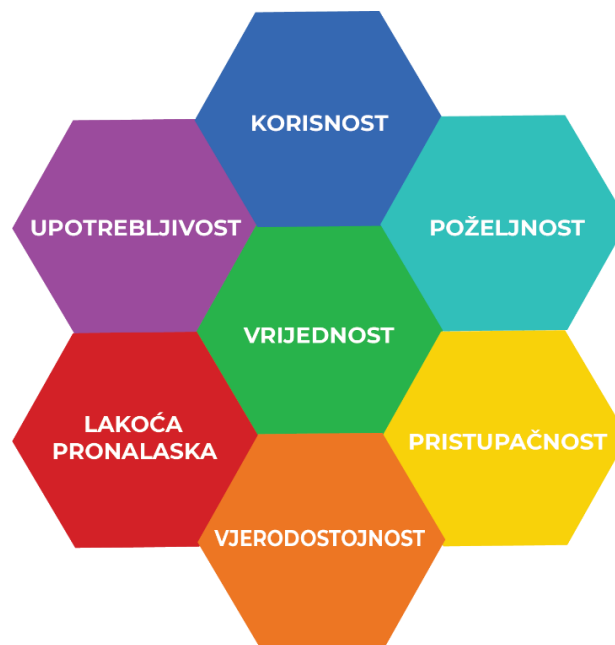 KORISNOST
UPOTREBLJIVOST
POŽELJNOST
VRIJEDNOST
LAKOĆA
PRONALASKA
PRISTUPAČNOST
VJERODOSTOJNOST